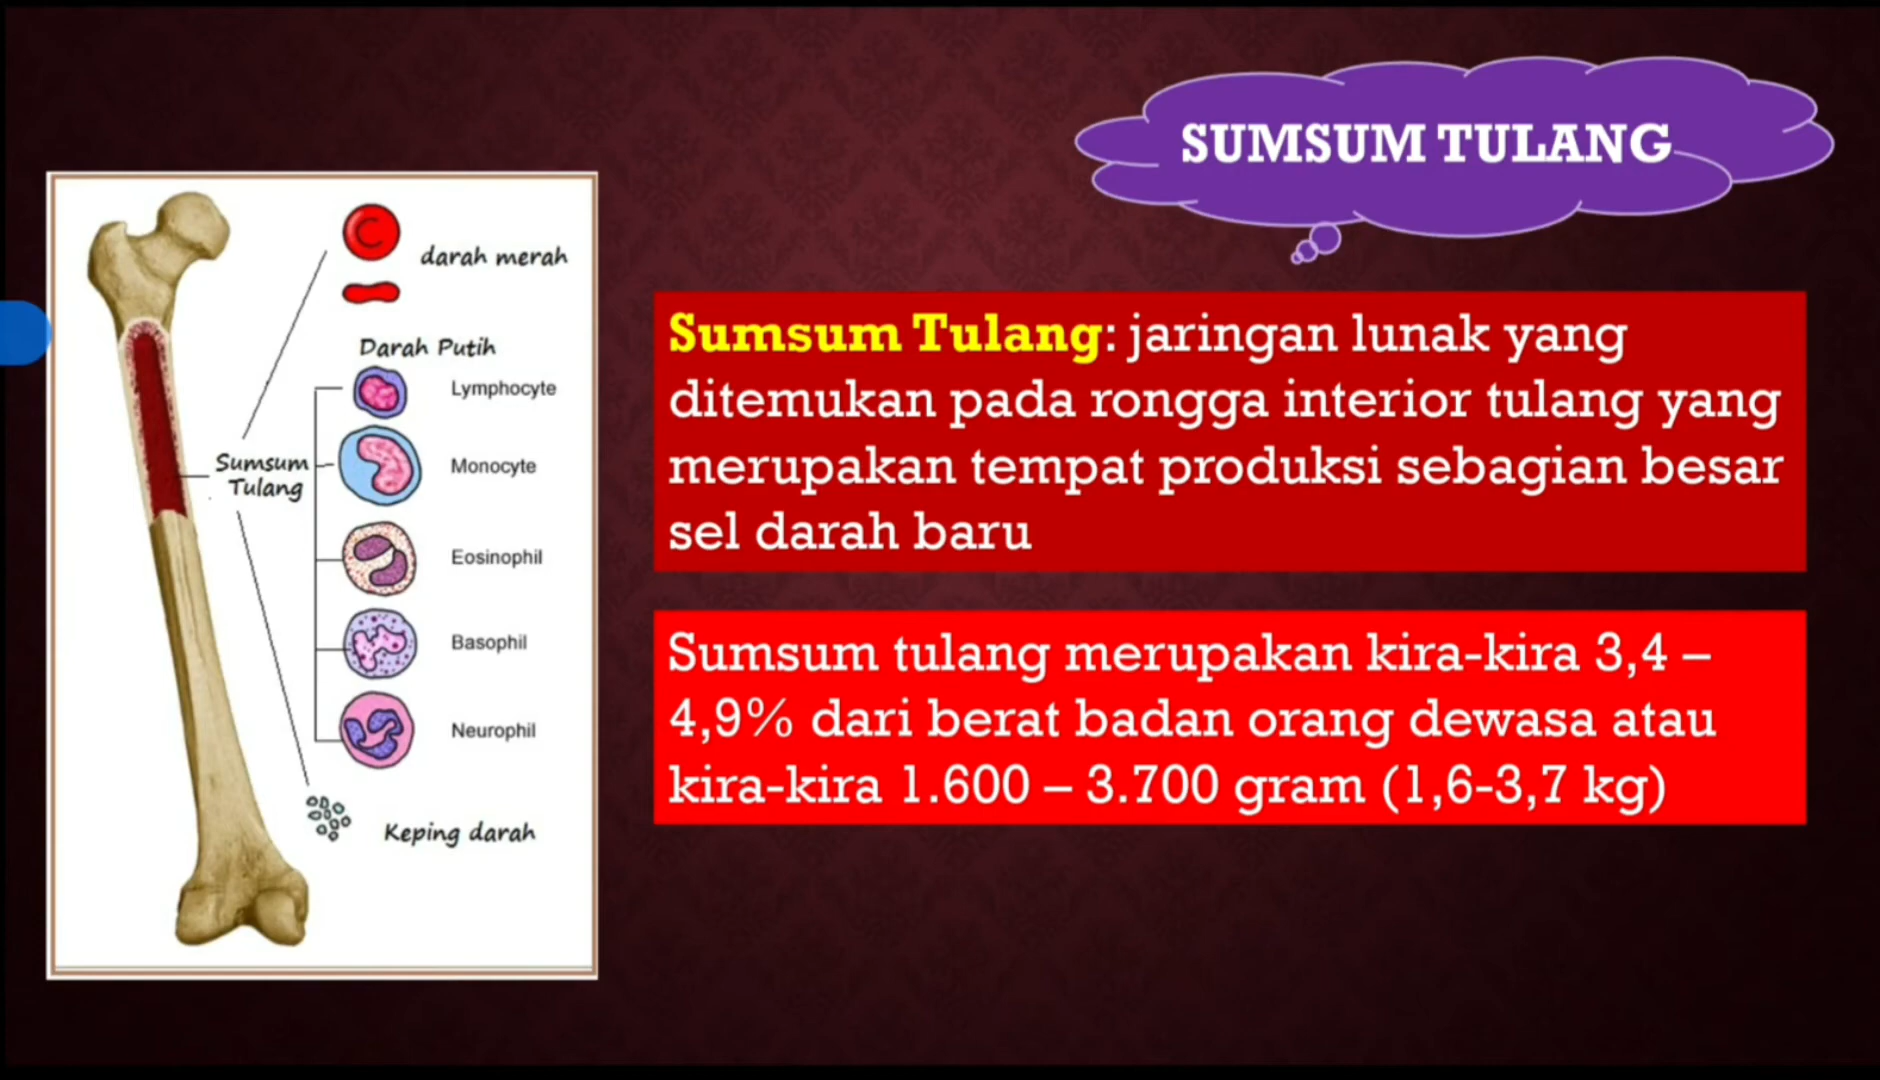 SUMSUM TULANG
darah merah
Darah Putih
Lymphocyte
Monocyte
Sumsum
Tulang
Eosinophil
Basophil
Neurophil
Keping darah
Sumsum Tulang: jaringan lunak yang
ditemukan pada rongga interior tulang yang
merupakan tempat produksi sebagian besar
sel darah baru
Sumsum tulang merupakan kira-kira 3,4 –
4,9% dari berat badan orang dewasa atau
kira-kira 1.600 – 3.700 gram (1,6-3,7 kg)